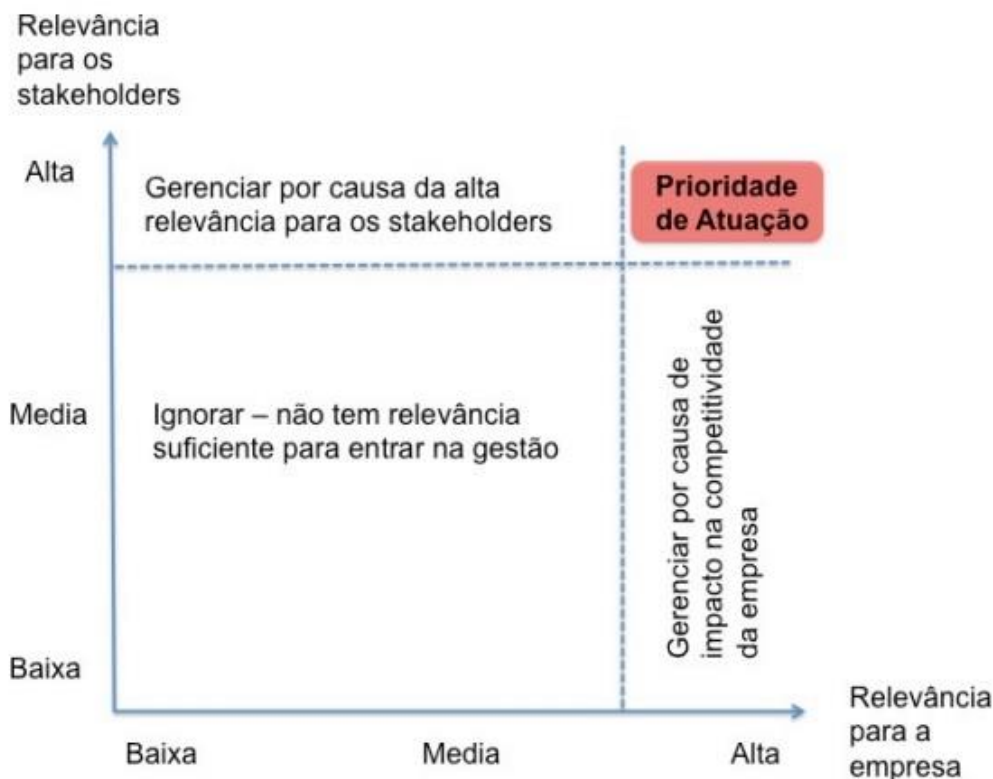 Relevância
para os
stakeholders
Alta
Gerenciar por causa da alta
relevância para os stakeholders
Prioridade
de Atuação
Media
Ignorar – não tem relevância
suficiente para entrar na gestão
Gerenciar por causa de
impacto na competitividade
da empresa
Baixa
Baixa
Media
Alta
Relevância
para a
empresa